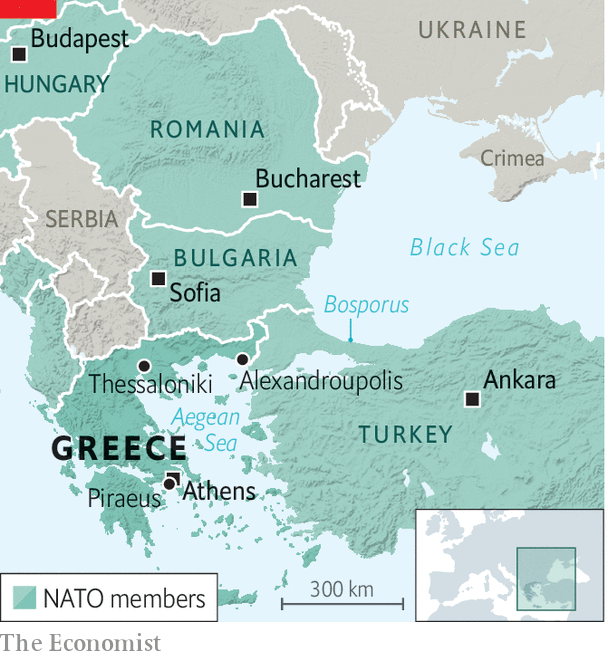 UKRAINE
Budapest
HUNGARY
ROMANIA
Crimea
Bucharest
SERBIA
Black Sea
BULGARIA
Sofia
Bosporus
Thessaloniki
Alexandroupolis
Ankara
Aegean
Sea
TURKEY
GREECE
Piraeus
Athens
300 km
NATO members
The Economist